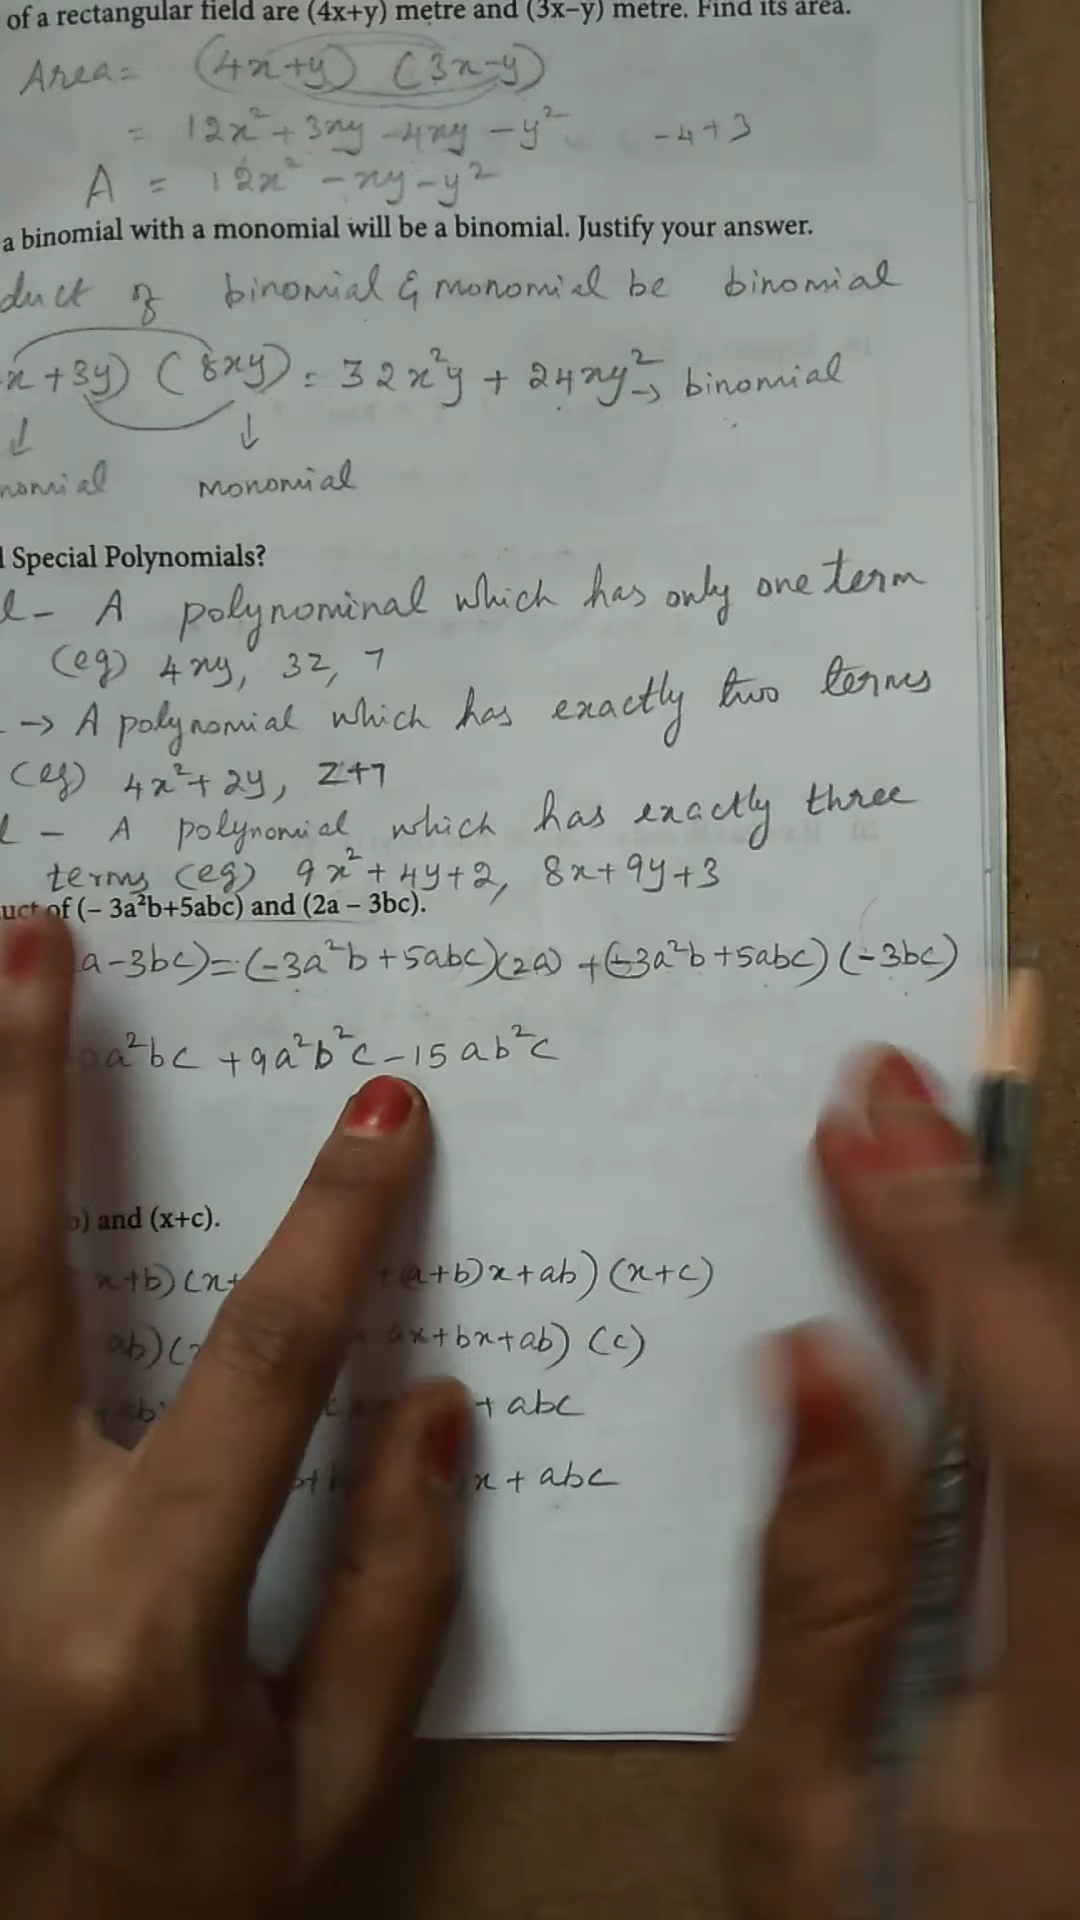 of a rectangular field are (4x+y) metre and (3x–y) metre. Find its area.
Area = (4x+y) (3x-y)
= 12x² + 3xy - 4xy - y² -4+3
A = 12x² - xy - y²
a binomial with a monomial will be a binomial. Justify your answer.
duct of binomial & monomial be binomial
x + 3y) (8xy) = 32x²y + 24xy² → binomial
↓ ↓
nomial monomial
l Special Polynomials?
l - A polynominal which has only one term
(eg) 4xy, 3z, 7
→ A polynomial which has exactly two terms
(eg) 4x² + 2y, z+7
l - A polynomial which has exactly three
terms (eg) 9x² + 4y + 2, 8x + 9y + 3
uct of (– 3a²b+5abc) and (2a – 3bc).
a-3bc) = (-3a²b + 5abc)(2a) + (-3a²b + 5abc) (-3bc)
a²bc + 9a²b²c - 15ab²c
) and (x+c).
x+b) (x+ (a+b)x + ab) (x+c)
ab) ( x + bx + ab) (c)
+ abc
x + abc